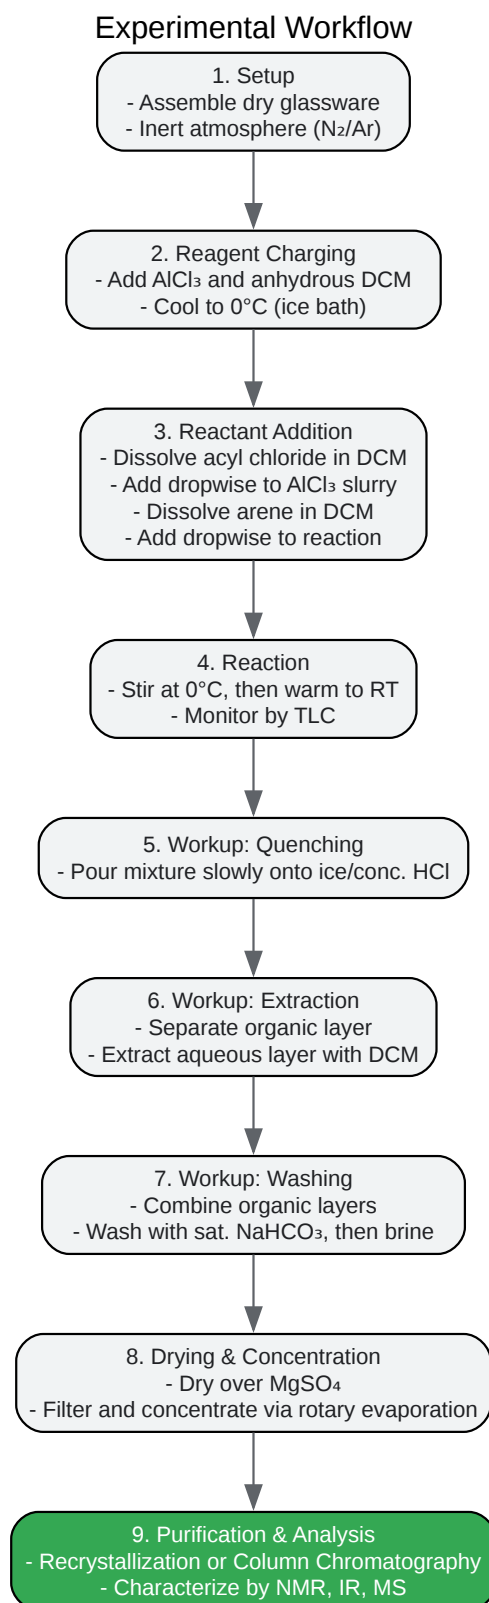 Experimental Workflow
1. Setup
- Assemble dry glassware
- Inert atmosphere (N₂/Ar)
2. Reagent Charging
- Add AlCl₃ and anhydrous DCM
- Cool to 0°C (ice bath)
3. Reactant Addition
- Dissolve acyl chloride in DCM
- Add dropwise to AlCl₃ slurry
- Dissolve arene in DCM
- Add dropwise to reaction
4. Reaction
- Stir at 0°C, then warm to RT
- Monitor by TLC
5. Workup: Quenching
- Pour mixture slowly onto ice/conc. HCl
6. Workup: Extraction
- Separate organic layer
- Extract aqueous layer with DCM
7. Workup: Washing
- Combine organic layers
- Wash with sat. NaHCO₃, then brine
8. Drying & Concentration
- Dry over MgSO₄
- Filter and concentrate via rotary evaporation
9. Purification & Analysis
- Recrystallization or Column Chromatography
- Characterize by NMR, IR, MS